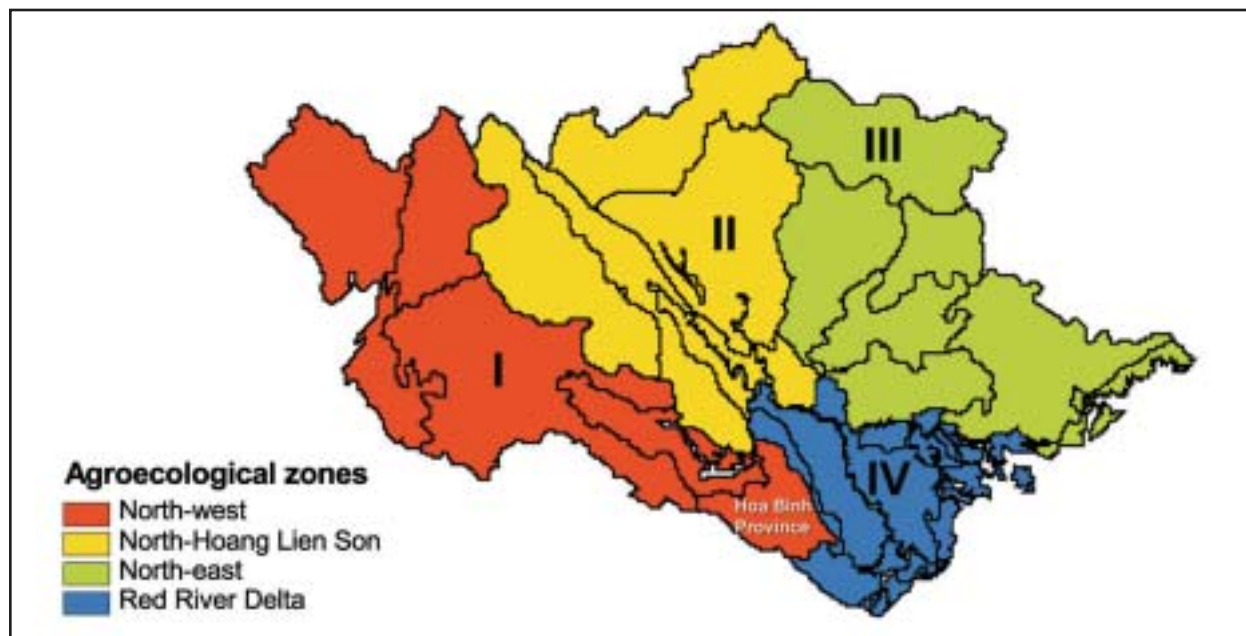 III
II
I
IV
Hoa Binh
Province
Agroecological zones
North-west
North-Hoang Lien Son
North-east
Red River Delta